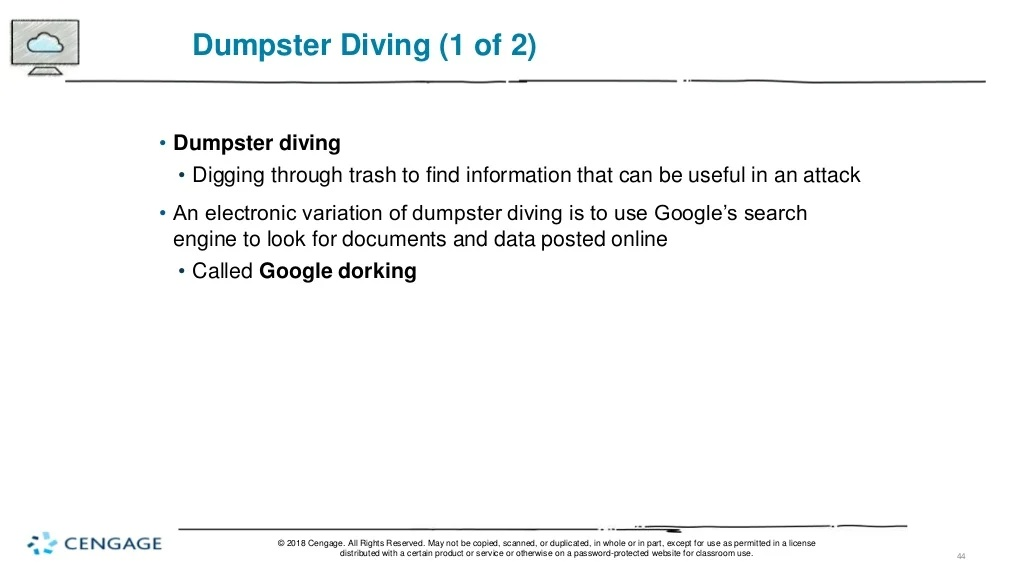 Dumpster Diving (1 of 2)
• Dumpster diving
• Digging through trash to find information that can be useful in an attack
• An electronic variation of dumpster diving is to use Google’s search
engine to look for documents and data posted online
• Called Google dorking
CENGAGE
© 2018 Cengage. All Rights Reserved. May not be copied, scanned, or duplicated, in whole or in part, except for use as permitted in a license
distributed with a certain product or service or otherwise on a password-protected website for classroom use.
44